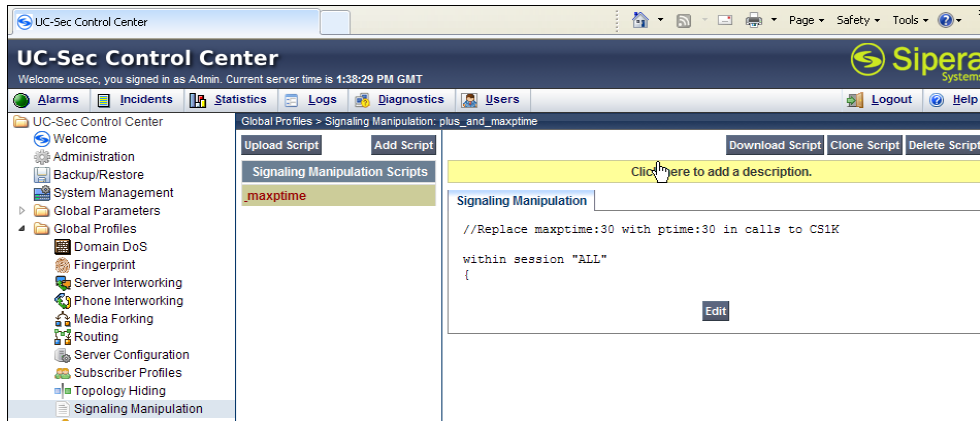 UC-Sec Control Center
Page Safety Tools
UC-Sec Control Center
Welcome ucsec, you signed in as Admin. Current server time is 1:38:29 PM GMT
Sipera
Systems
Alarms Incidents Statistics Logs Diagnostics Users Logout Help
UC-Sec Control Center
Welcome
Administration
Backup/Restore
System Management
Global Parameters
Global Profiles
Domain DoS
Fingerprint
Server Interworking
Phone Interworking
Media Forking
Routing
Server Configuration
Subscriber Profiles
Topology Hiding
Signaling Manipulation
Global Profiles > Signaling Manipulation: plus_and_maxptime
Upload Script Add Script
Signaling Manipulation Scripts
_maxptime
Download Script Clone Script Delete Script
Click here to add a description.
Signaling Manipulation
//Replace maxptime:30 with ptime:30 in calls to CS1K
within session "ALL"
{
Edit